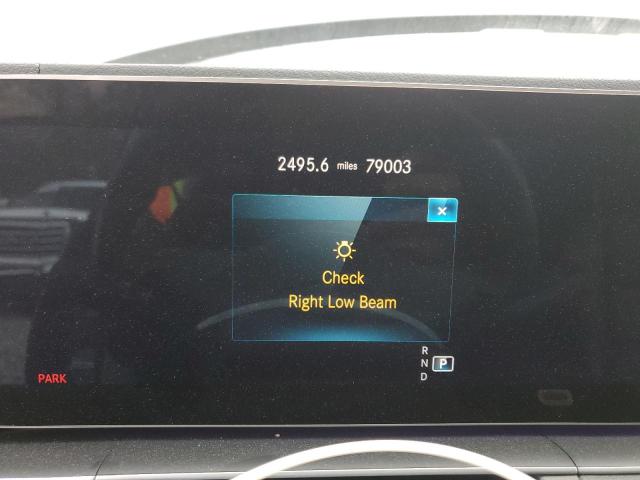 2495.6 miles 79003
×
Check
Right Low Beam
R
N P
D
PARK